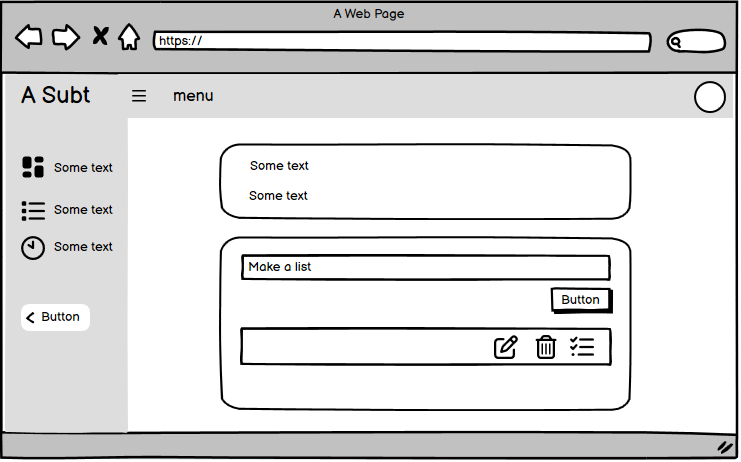 A Web Page
https://
A Subt
menu
Some text
Some text
Some text
Button
Some text
Some text
Make a list
Button